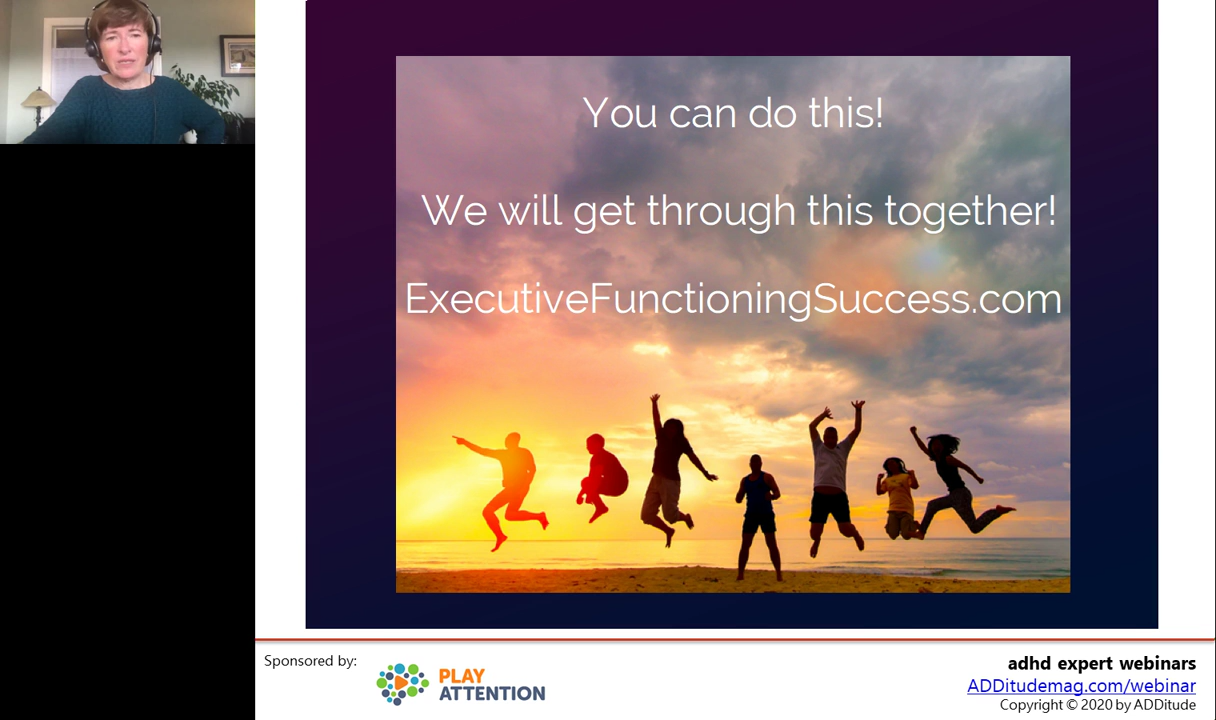 You can do this!
We will get through this together!
ExecutiveFunctioningSuccess.com
Sponsored by:
PLAY
ATTENTION
adhd expert webinars
ADDitudemag.com/webinar
Copyright © 2020 by ADDitude